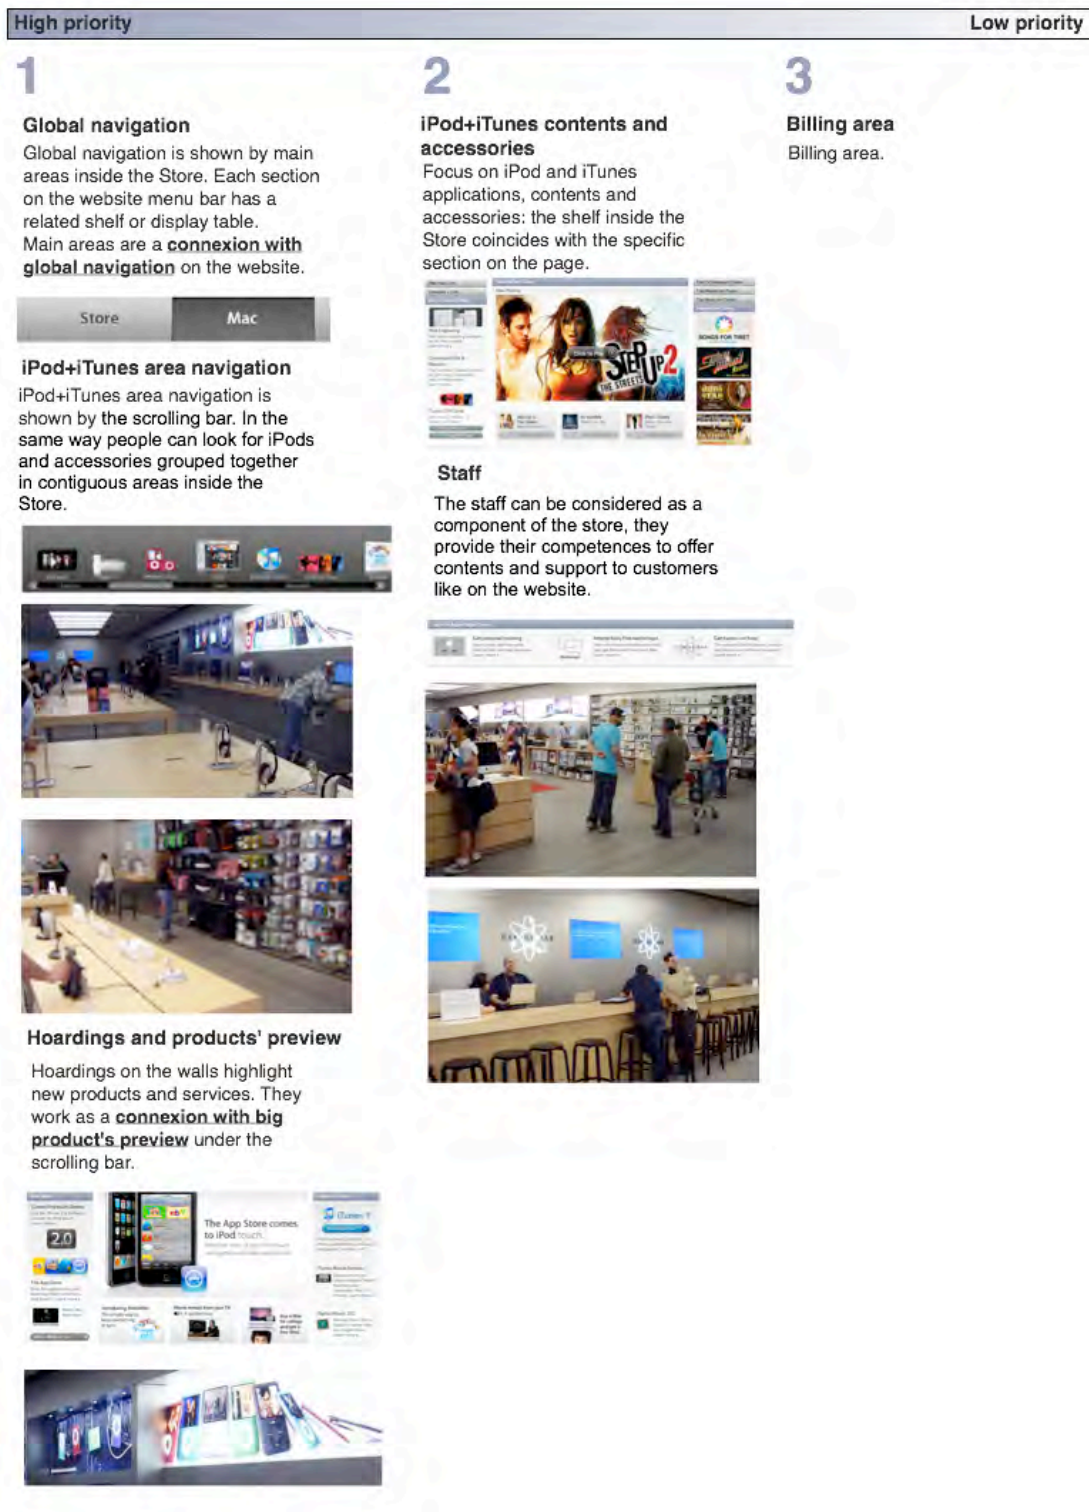 High priority
Low priority
1
Global navigation
Global navigation is shown by main
areas inside the Store. Each section
on the website menu bar has a
related shelf or display table.
Main areas are a connexion with
global navigation on the website.
Store
Mac
iPod+iTunes area navigation
iPod+iTunes area navigation is
shown by the scrolling bar. In the
same way people can look for iPods
and accessories grouped together
in contiguous areas inside the
Store.
Hoardings and products' preview
Hoardings on the walls highlight
new products and services. They
work as a connexion with big
product's preview under the
scrolling bar.
2.0
The App Store comes
to iPod touch.
2
iPod+iTunes contents and
accessories
Focus on iPod and iTunes
applications, contents and
accessories: the shelf inside the
Store coincides with the specific
section on the page.
STEP UP 2
THE STREETS
SONGS FOR TIBET
Staff
The staff can be considered as a
component of the store, they
provide their competences to offer
contents and support to customers
like on the website.
3
Billing area
Billing area.